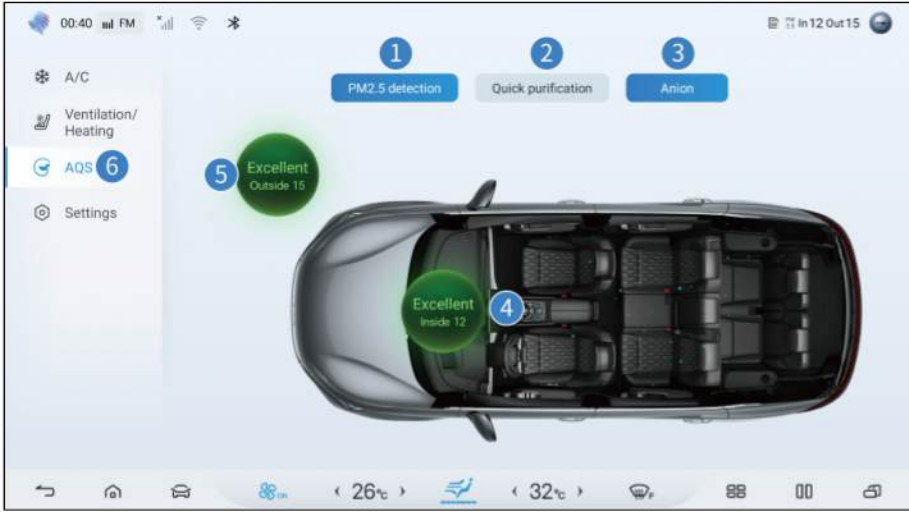 00:40 FM
In 12 Out 15
1
2
3
PM2.5 detection
Quick purification
Anion
A/C
Ventilation/
Heating
AQS 6
Settings
5
Excellent
Outside 15
Excellent
Inside 12
4
ON
26°c
32°c
F